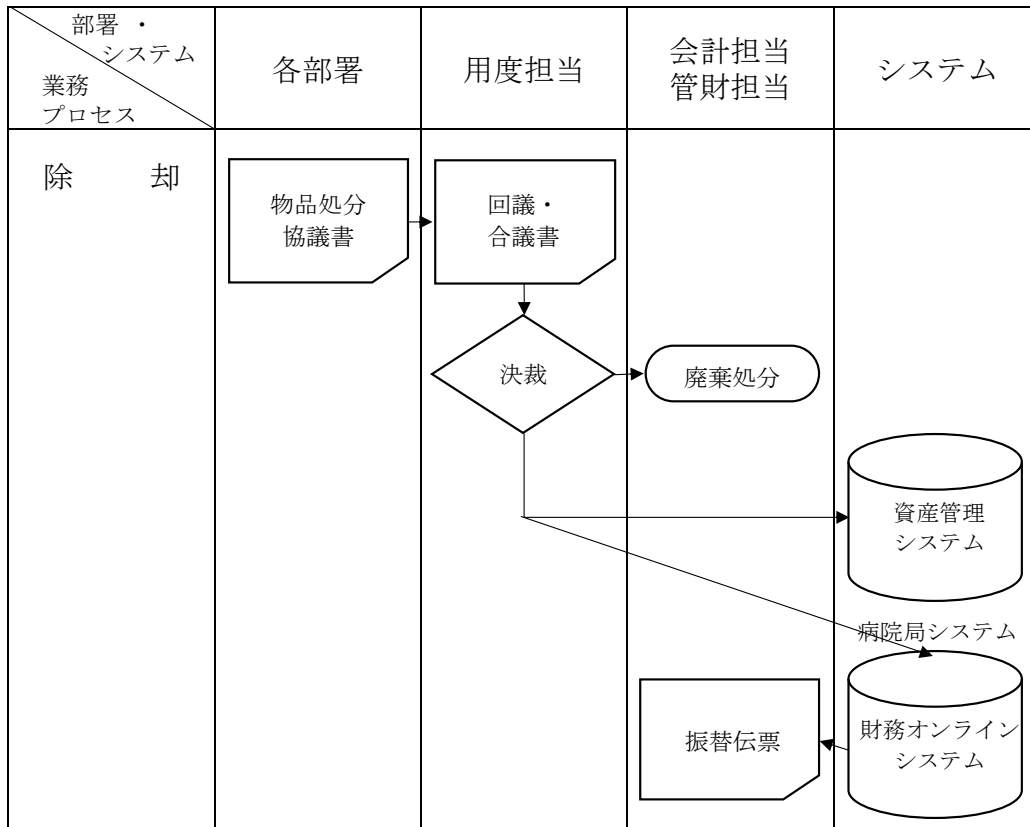 部署 ・
システム
業務
プロセス
各部署
用度担当
会計担当
管財担当
システム
除 却
物品処分
協議書
回議・
合議書
決裁
廃棄処分
資産管理
システム
病院局システム
財務オンライン
システム
振替伝票